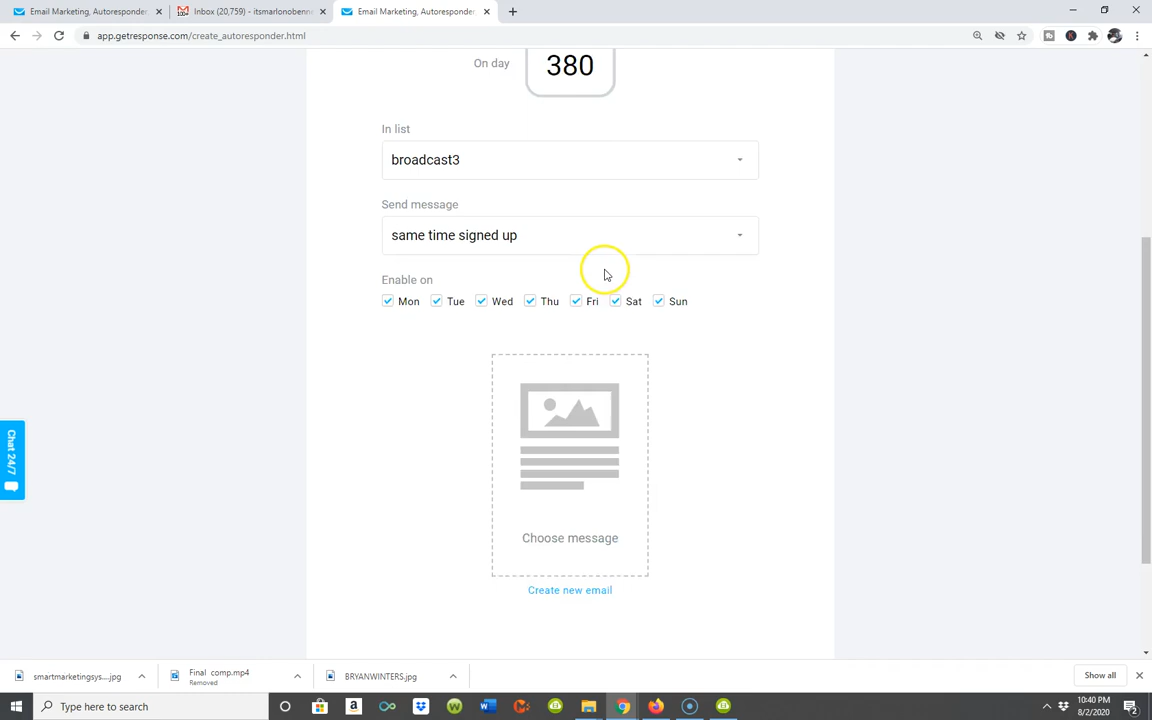 Email Marketing, Autoresponder
Inbox (20,759) - itsmarlonobenn
Email Marketing, Autoresponder
app.getresponse.com/create_autoresponder.html
On day
380
In list
broadcast3
Send message
same time signed up
Enable on
Mon Tue Wed Thu Fri Sat Sun
Choose message
Create new email
Chat 24/7
smartmarketingsys....jpg
Final comp.mp4
Removed
BRYANWINTERS.jpg
Show all
Type here to search
10:40 PM
8/2/2020